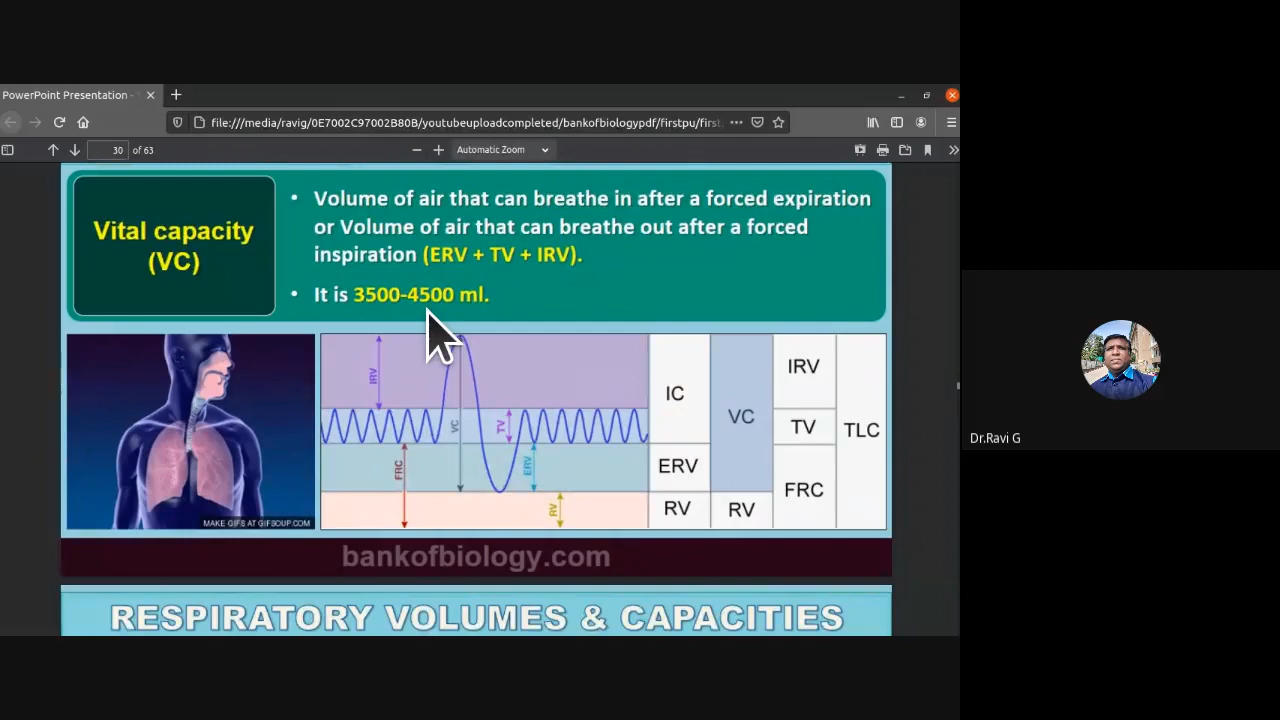 PowerPoint Presentation -
file:///media/ravig/0E7002C97002B80B/youtubeuploadcompleted/bankofbiologypdf/firstpu/first
30 of 63
Automatic Zoom
Vital capacity
(VC)
• Volume of air that can breathe in after a forced expiration
or Volume of air that can breathe out after a forced
inspiration (ERV + TV + IRV).
• It is 3500-4500 ml.
MAKE GIFS AT GIFSOUP.COM
IRV
VC
TV
FRC
ERV
RV
IC
VC
IRV
TV
TLC
ERV
FRC
RV
RV
bankofbiology.com
RESPIRATORY VOLUMES & CAPACITIES
Dr.Ravi G